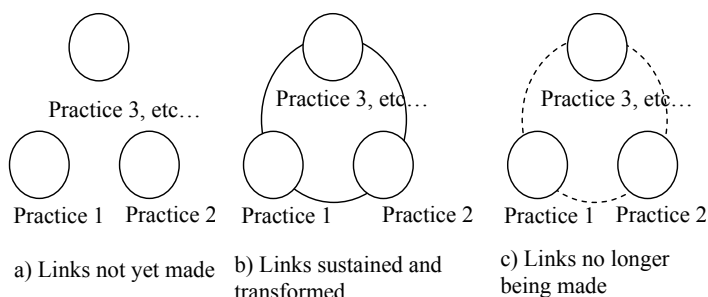 Practice 3, etc…
Practice 1
Practice 2
a) Links not yet made
Practice 3, etc…
Practice 1
Practice 2
b) Links sustained and
transformed
Practice 3, etc…
Practice 1
Practice 2
c) Links no longer
being made